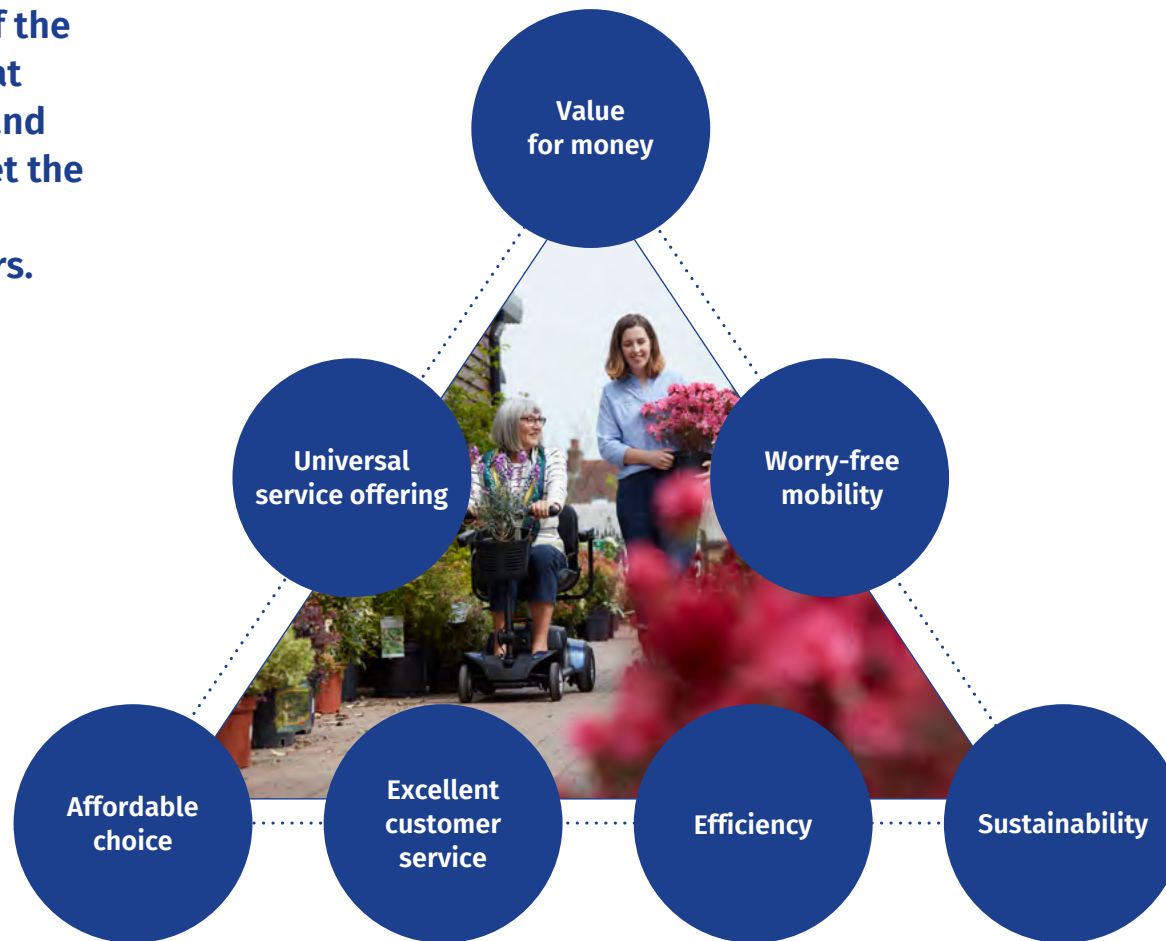 f the
at
and
et the
rs.
Value
for money
Universal
service offering
Worry-free
mobility
Affordable
choice
Excellent
customer
service
Efficiency
Sustainability